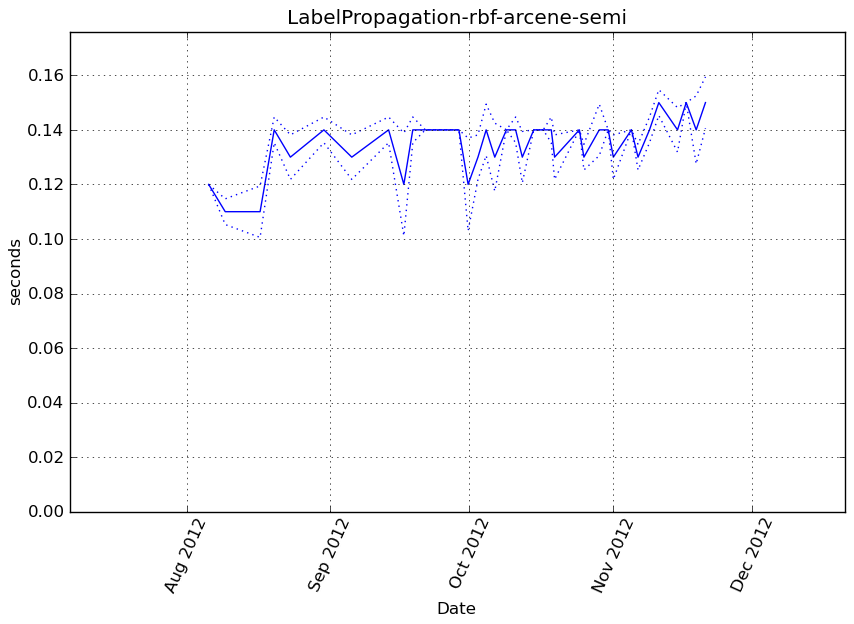 LabelPropagation-rbf-arcene-semi
0.16
0.14
0.12
0.10
0.08
0.06
0.04
0.02
0.00
seconds
Aug 2012
Sep 2012
Oct 2012
Nov 2012
Dec 2012
Date